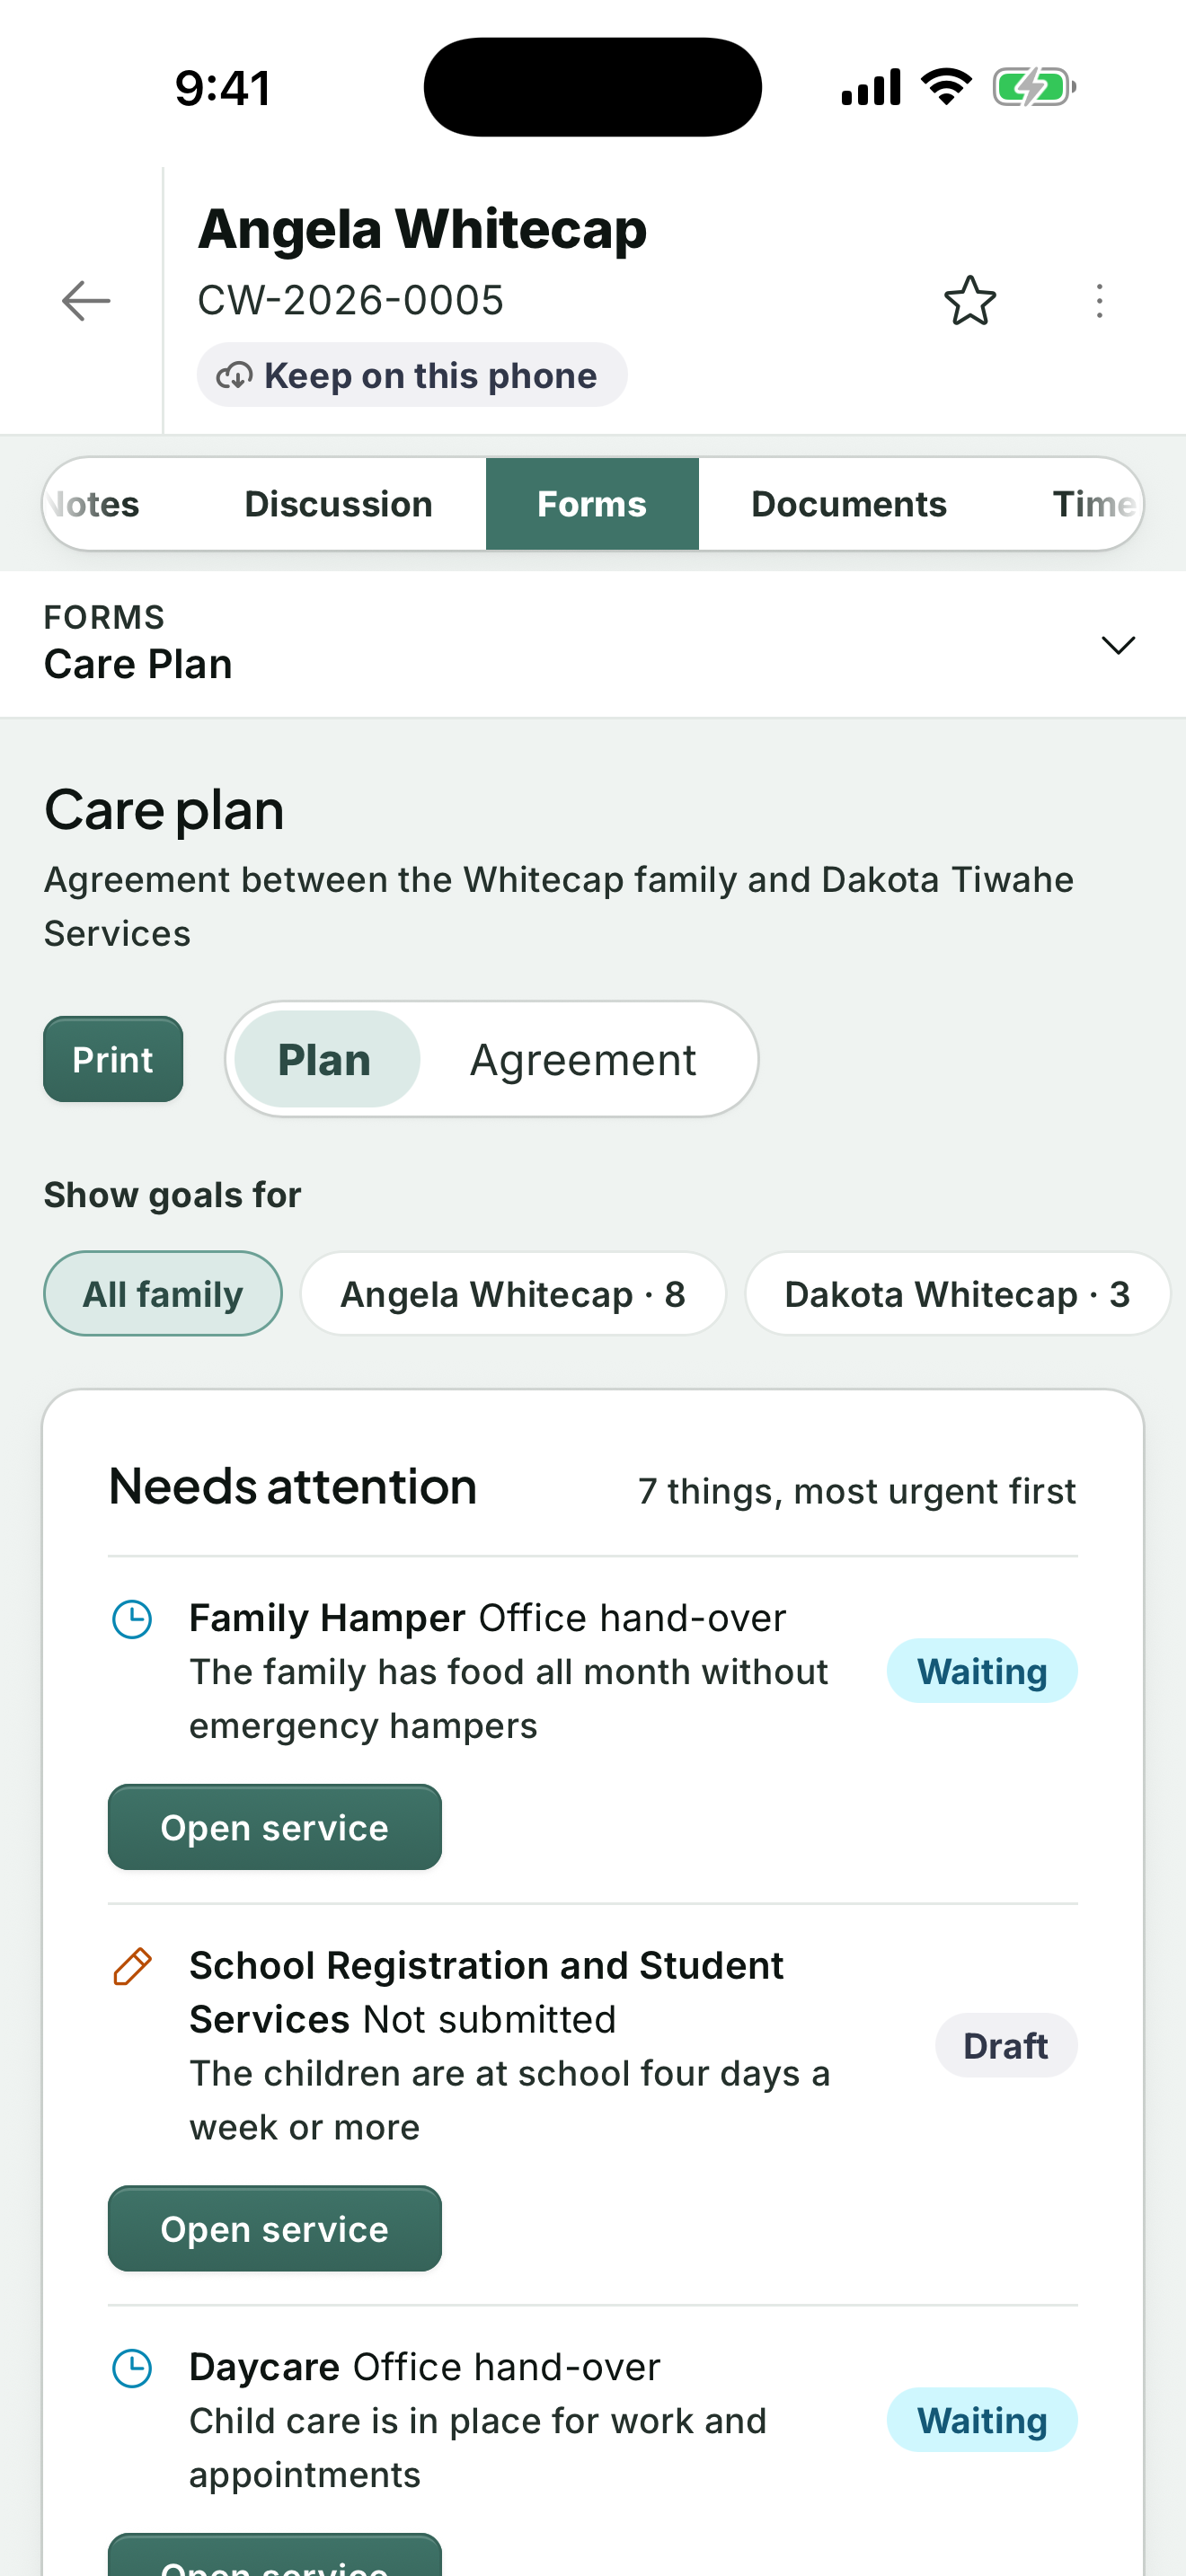 9:41
Angela Whitecap
CW-2026-0005
Keep on this phone
Notes Discussion Forms Documents Time
FORMS
Care Plan
Care plan
Agreement between the Whitecap family and Dakota Tiwahe
Services
Print Plan Agreement
Show goals for
All family Angela Whitecap · 8 Dakota Whitecap · 3
Needs attention 7 things, most urgent first
Family Hamper Office hand-over
The family has food all month without
emergency hampers
Waiting
Open service
School Registration and Student
Services Not submitted
The children are at school four days a
week or more
Draft
Open service
Daycare Office hand-over
Child care is in place for work and
appointments
Waiting
Open service